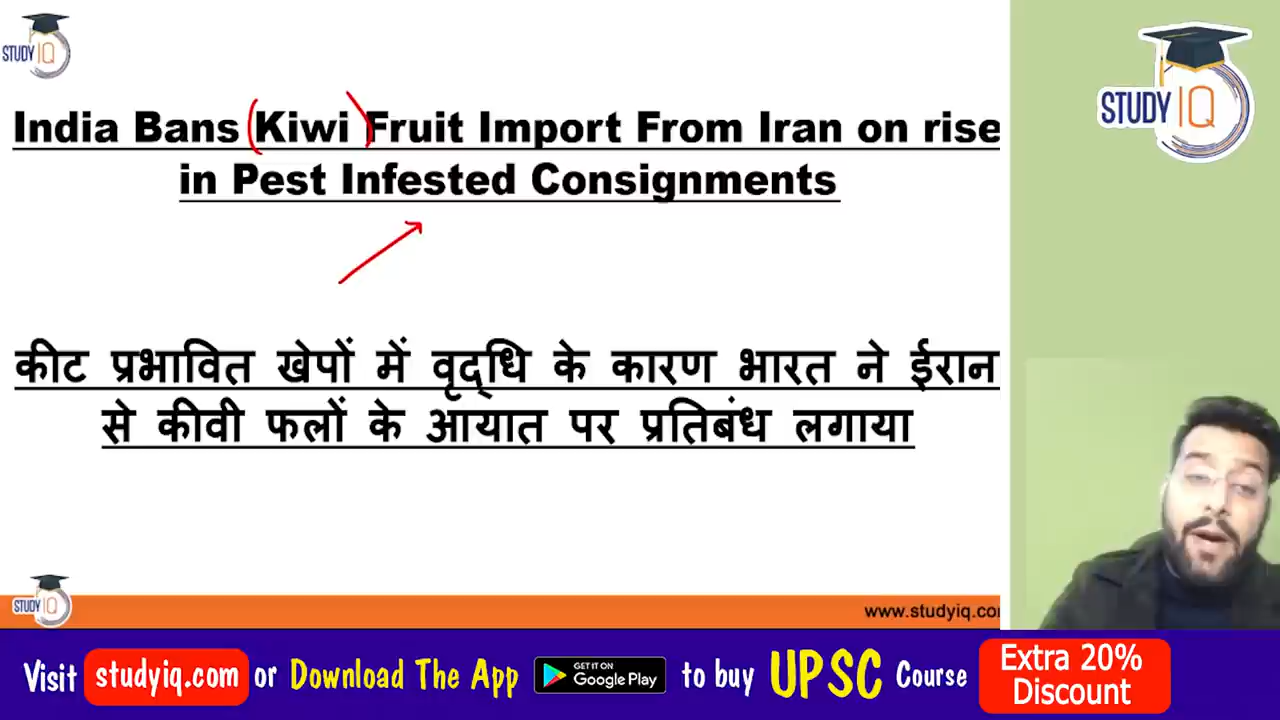 STUDY IQ
STUDY IQ
India Bans (Kiwi) Fruit Import From Iran on rise
in Pest Infested Consignments
कीट प्रभावित खेपों में वृद्धि के कारण भारत ने ईरान
से कीवी फलों के आयात पर प्रतिबंध लगाया
STUDY IQ
www.studyiq.co
Visit studyiq.com or Download The App GET IT ON Google Play to buy UPSC Course Extra 20% Discount